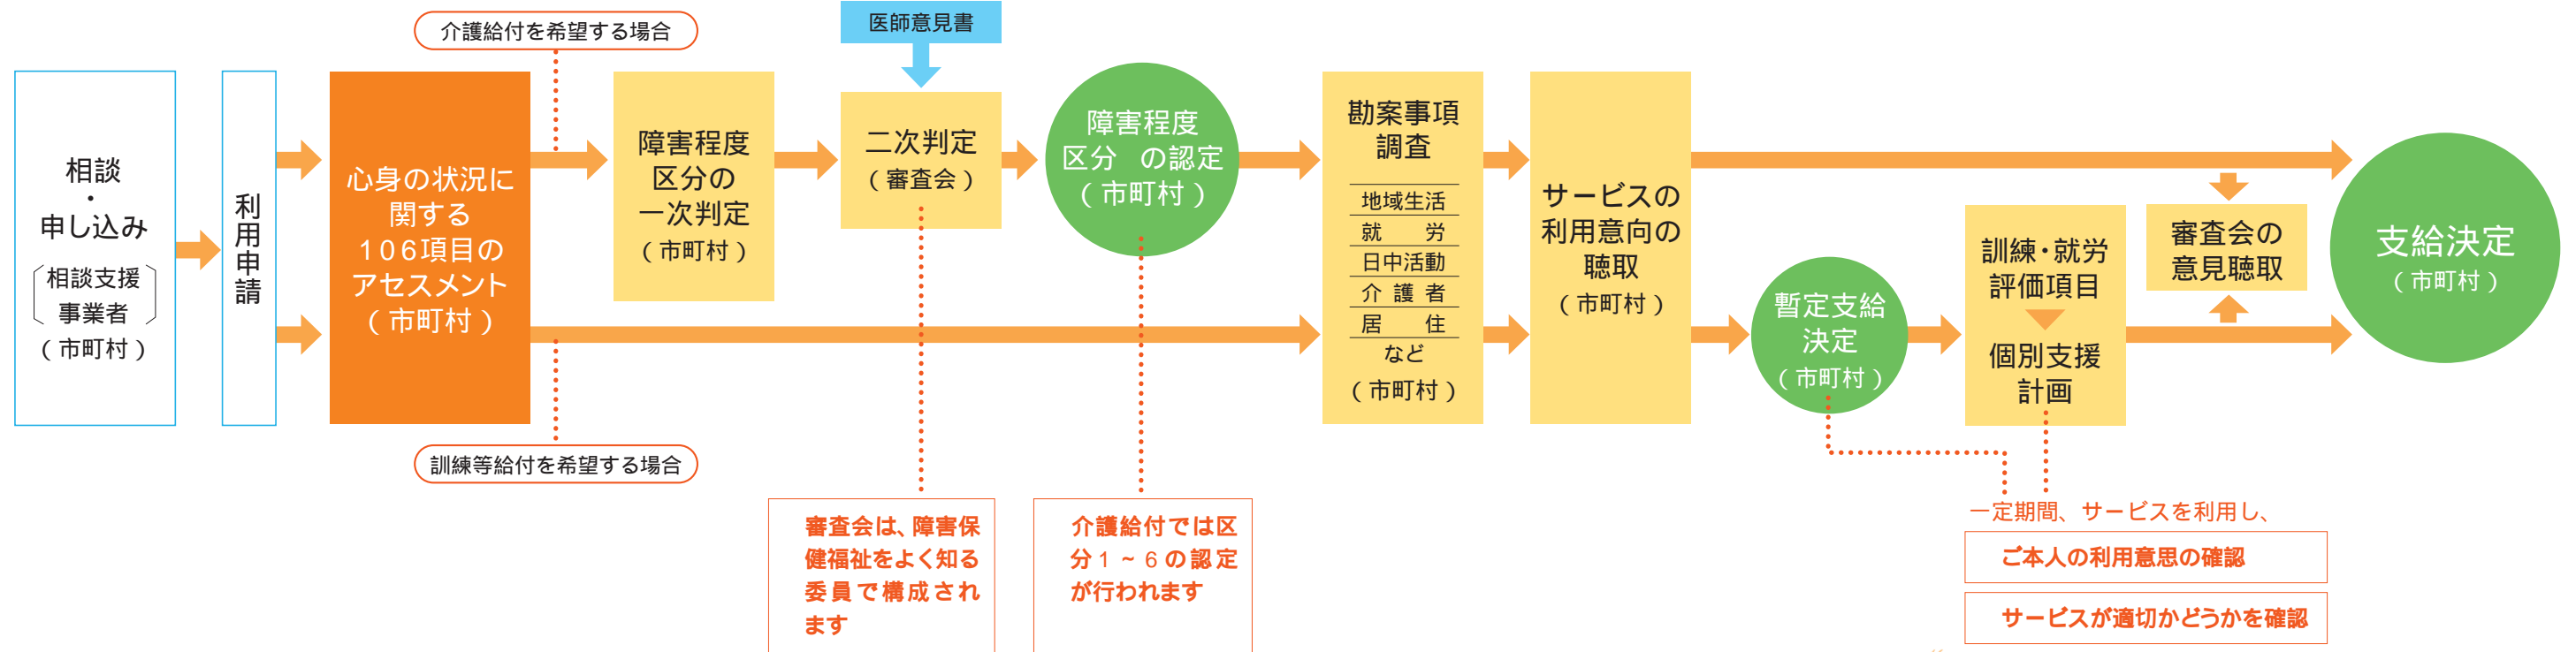 相談
・
申し込み
相談支援
事業者
(市町村)
利用申請
心身の状況に
関する
106項目の
アセスメント
(市町村)
介護給付を希望する場合
訓練等給付を希望する場合
障害程度
区分の
一次判定
(市町村)
医師意見書
二次判定
(審査会)
審査会は、障害保
健福祉をよく知る
委員で構成され
ます
障害程度
区分 の認定
(市町村)
介護給付では区
分1~6の認定
が行われます
勘案事項
調査
地域生活
就 労
日中活動
介護者
居 住
など
(市町村)
サービスの
利用意向の
聴取
(市町村)
暫定支給
決定
(市町村)
訓練・就労
評価項目
個別支援
計画
一定期間、サービスを利用し、
ご本人の利用意思の確認
サービスが適切かどうかを確認
審査会の
意見聴取
支給決定
(市町村)